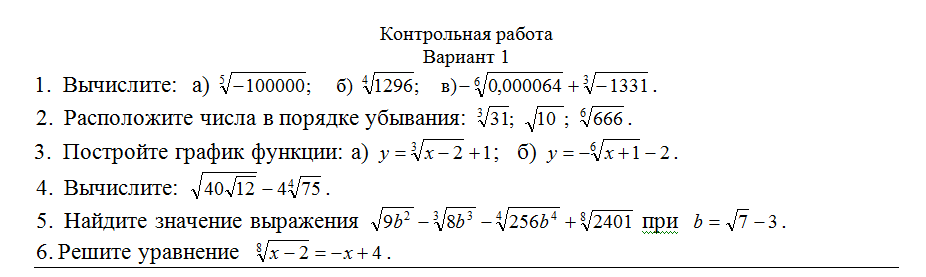 Контрольная работа
Вариант 1
1. Вычислите: а) ⁵√(−100000); б) ⁴√(1296); в) −⁶√(0,000064) + ³√(−1331).
2. Расположите числа в порядке убывания: ³√(31); √(10); ⁶√(666).
3. Постройте график функции: а) y = ³√(x − 2) + 1; б) y = −⁶√(x + 1) − 2.
4. Вычислите: √(40√(12)) − 4⁴√(75).
5. Найдите значение выражения √(9b²) − ³√(8b³) − ⁴√(256b⁴) + ⁸√(2401) при b = √(7) − 3.
6. Решите уравнение ⁸√(x − 2) = −x + 4.